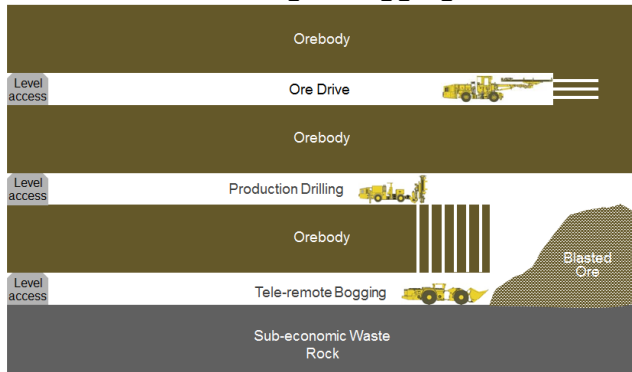 Orebody
Level
access
Ore Drive
Orebody
Level
access
Production Drilling
Orebody
Blasted
Ore
Level
access
Tele-remote Bogging
Sub-economic Waste
Rock